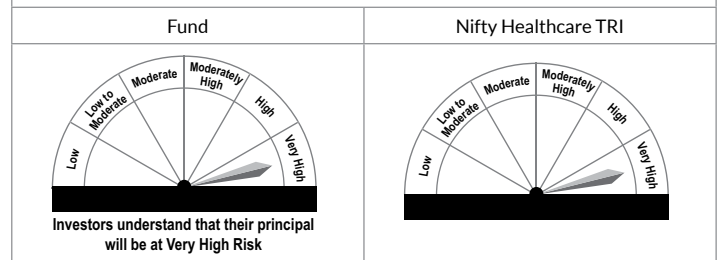 Fund
Nifty Healthcare TRI
Low
Low to
Moderate
Moderate
Moderately
High
High
Very High
Investors understand that their principal
will be at Very High Risk
Low
Low to
Moderate
Moderate
Moderately
High
High
Very High